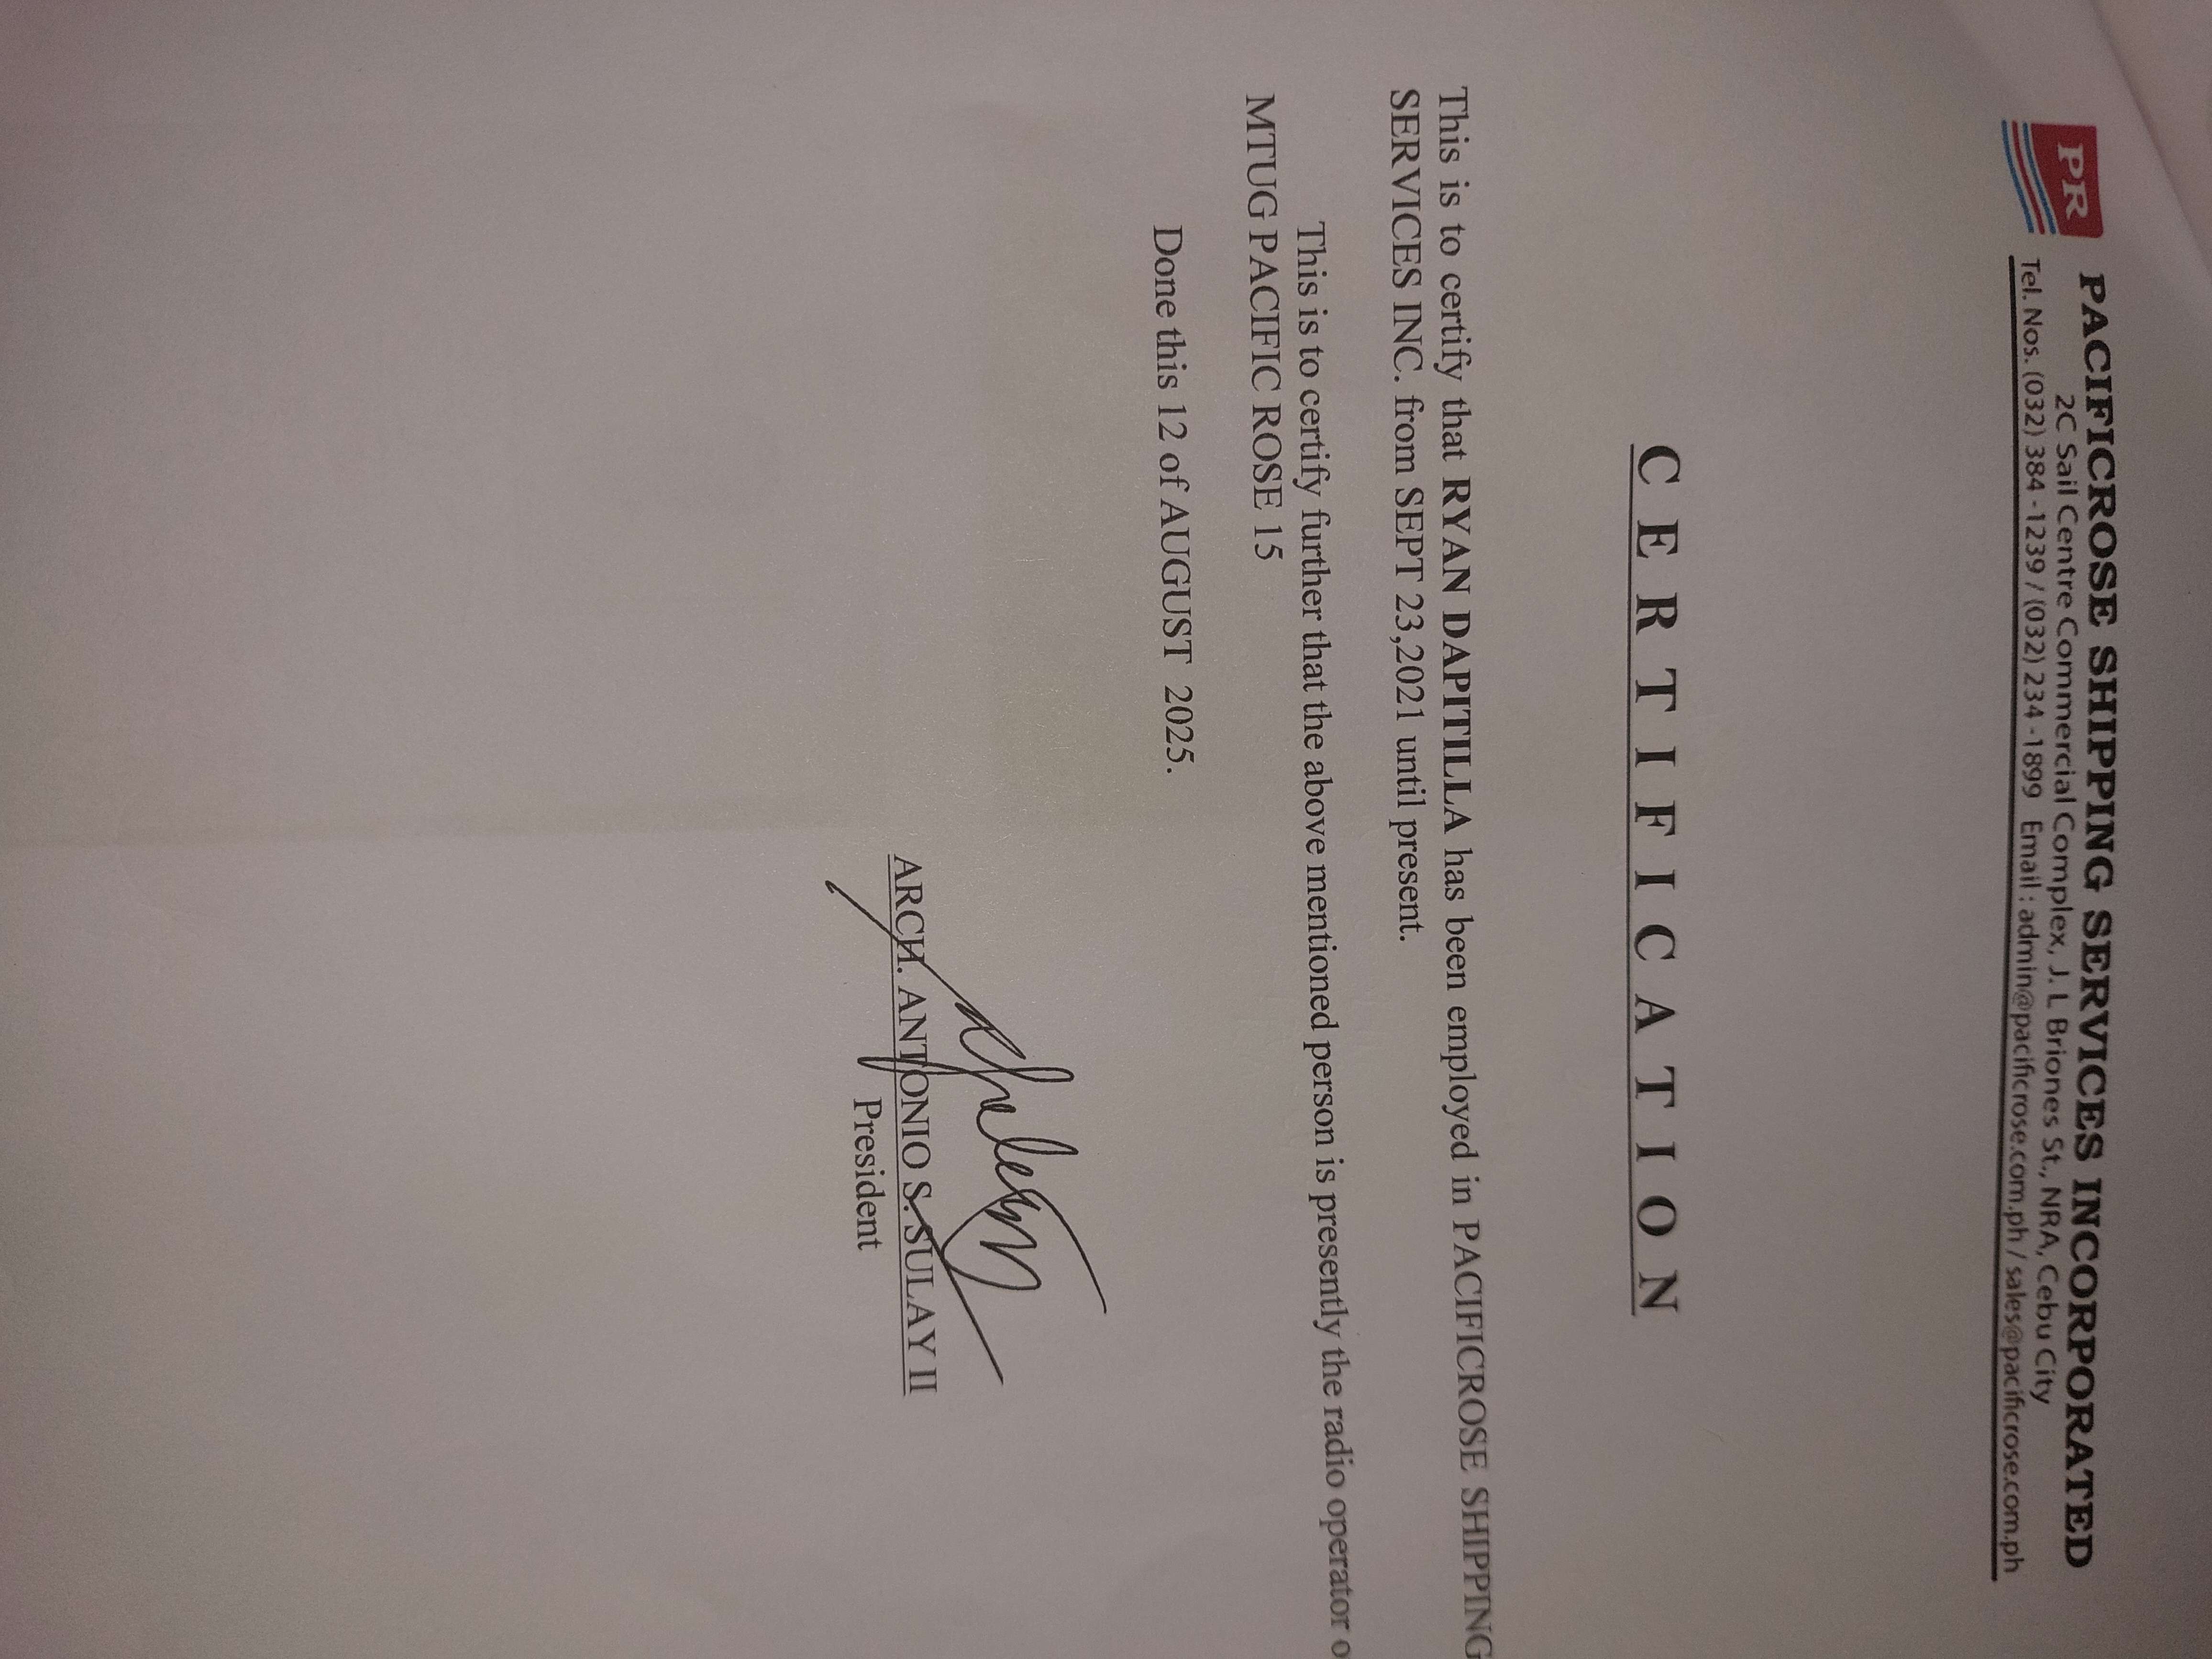 PR
PACIFICROSE SHIPPING SERVICES INCORPORATED
2C Sail Centre Commercial Complex, J. L Briones St., NRA, Cebu City
Tel. Nos. (032) 384 -1239 / (032) 234 -1899 Email : admin@pacificrose.com.ph / sales@pacificrose.com.ph
C E R T I F I C A T I O N
This is to certify that RYAN DAPITILLA has been employed in PACIFICROSE SHIPPING
SERVICES INC. from SEPT 23,2021 until present.
This is to certify further that the above mentioned person is presently the radio operator
MTUG PACIFIC ROSE 15
Done this 12 of AUGUST 2025.
ARCH. ANTONIO S. SULAY II
President